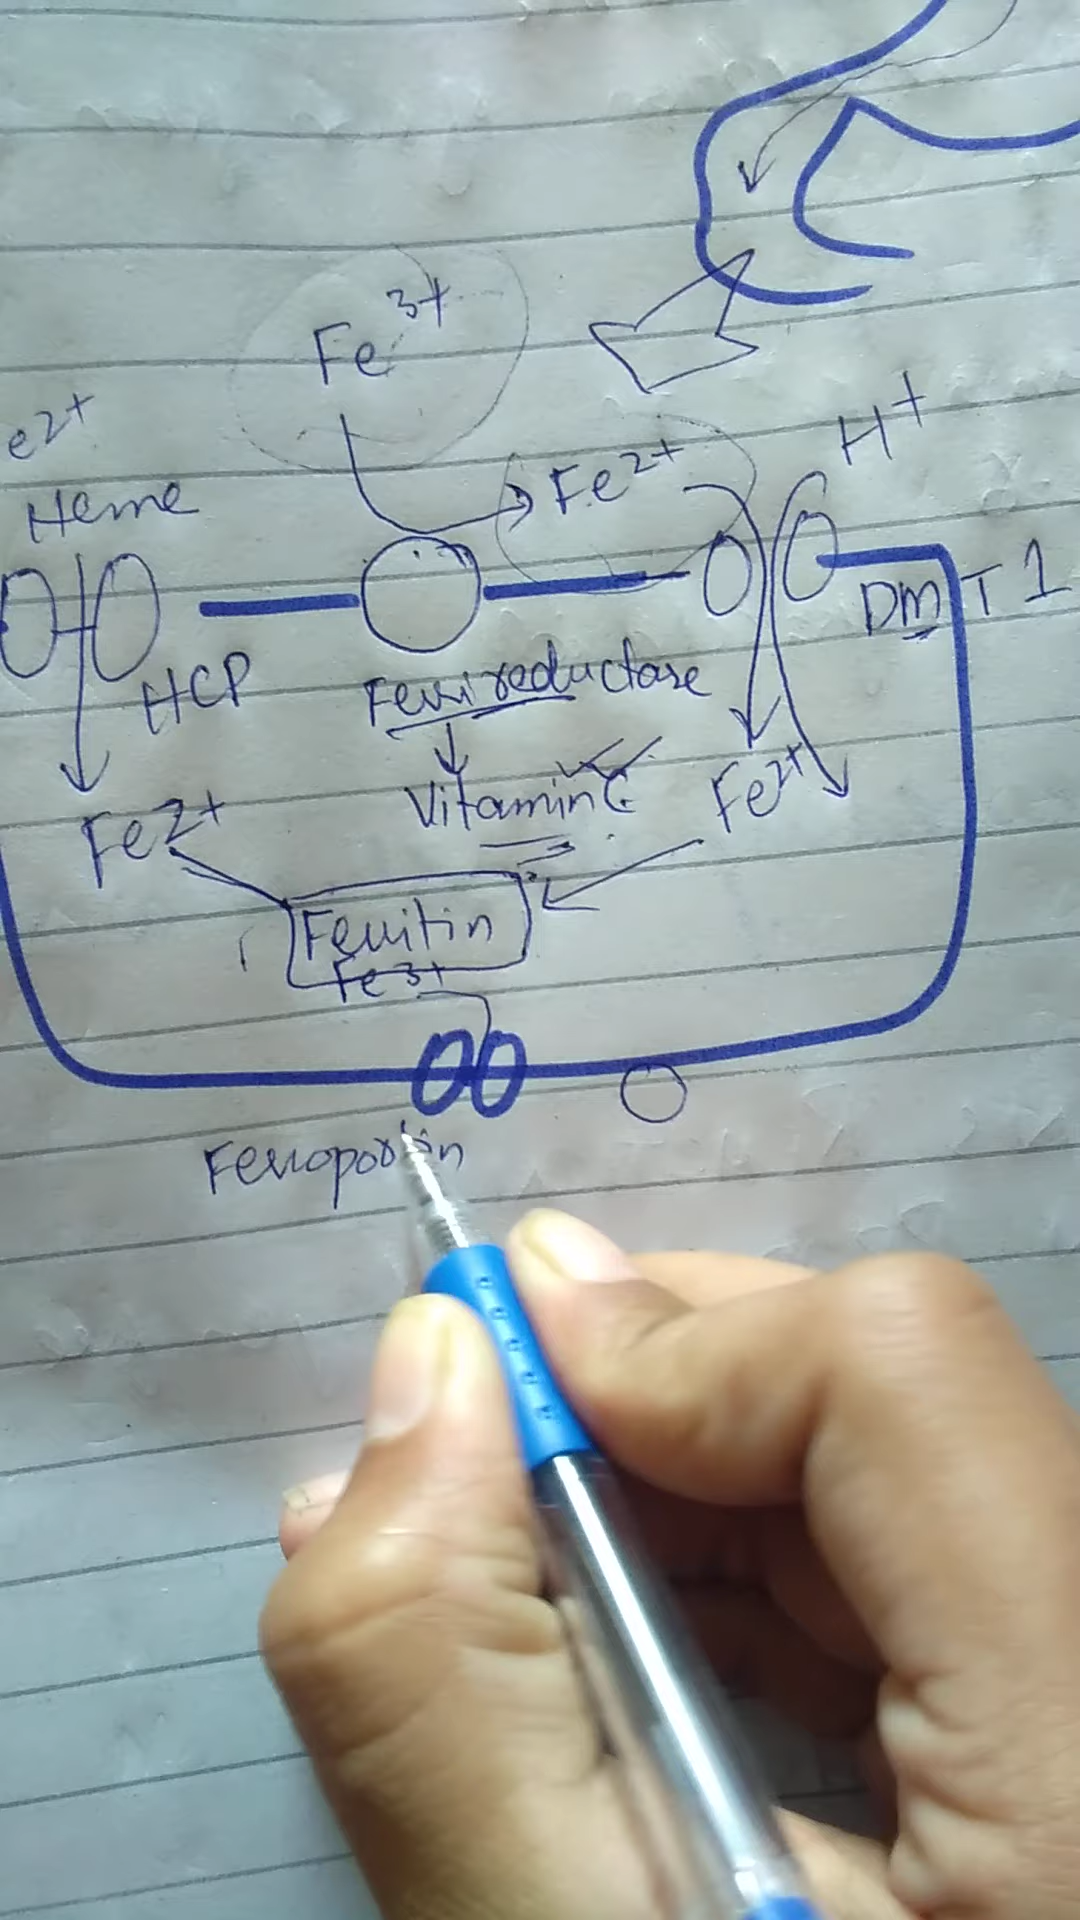 Fe3+
e2+
Heme
Fe2+
H+
HCP
Ferrireductase
DMT1
Vitamin C
Fe2+
Fe2+
Ferritin
Fe3+
Ferroportin